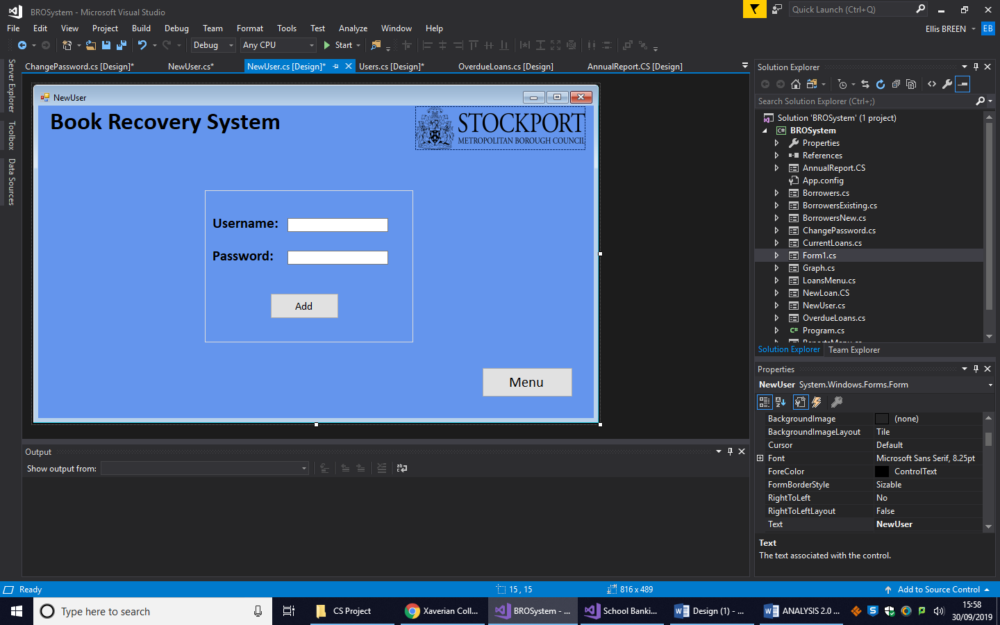 BROSystem - Microsoft Visual Studio
Quick Launch (Ctrl+Q)
File Edit View Project Build Debug Team Format Tools Test Analyze Window Help
Ellis BREEN EB
Debug Any CPU Start
ChangePassword.cs [Design]* NewUser.cs* NewUser.cs [Design]* Users.cs [Design]* OverdueLoans.cs [Design] AnnualReport.CS [Design]
Server Explorer
Toolbox
Data Sources
NewUser
Book Recovery System
STOCKPORT
METROPOLITAN BOROUGH COUNCIL
Username:
Password:
Add
Menu
Output
Show output from:
Solution Explorer
Search Solution Explorer (Ctrl+;)
Solution 'BROSystem' (1 project)
C# BROSystem
Properties
References
AnnualReport.CS
App.config
Borrowers.cs
BorrowersExisting.cs
BorrowersNew.cs
ChangePassword.cs
CurrentLoans.cs
Form1.cs
Graph.cs
LoansMenu.cs
NewLoan.CS
NewUser.cs
OverdueLoans.cs
C# Program.cs
ReportsMenu.cs
Solution Explorer Team Explorer
Properties
NewUser System.Windows.Forms.Form
BackgroundImage (none)
BackgroundImageLayout Tile
Cursor Default
Font Microsoft Sans Serif, 8.25pt
ForeColor ControlText
FormBorderStyle Sizable
RightToLeft No
RightToLeftLayout False
Text NewUser
Text
The text associated with the control.
Ready 15 , 15 816 x 489 Add to Source Control
Type here to search CS Project Xaverian Coll... BROSystem - ... School Banki... Design (1) - ... ANALYSIS 2.0 ... 15:58
30/09/2019